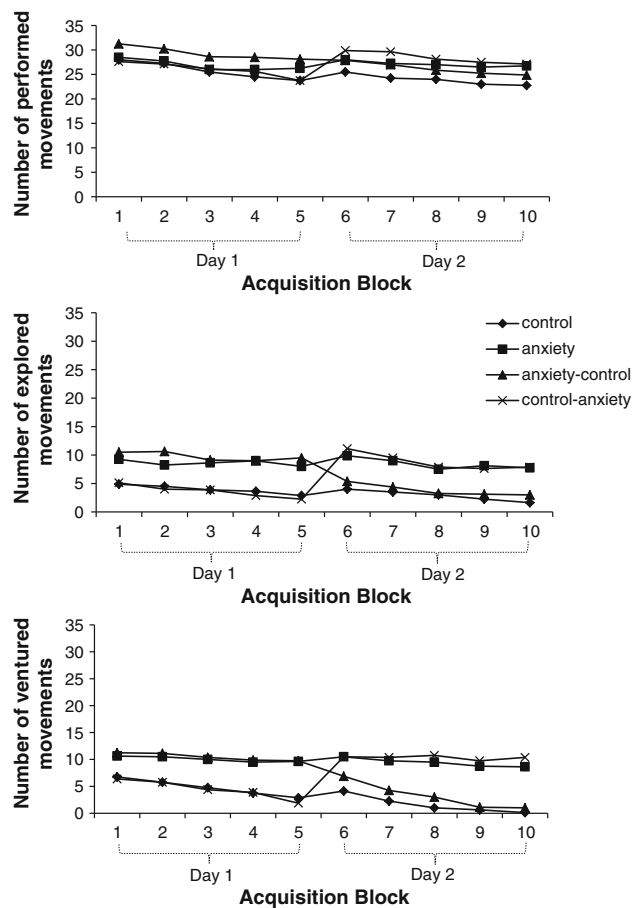 Number of performed
movements
35
30
25
20
15
10
5
0
1 2 3 4 5 6 7 8 9 10
Day 1 Day 2
Acquisition Block
Number of explored
movements
35
30
25
20
15
10
5
0
control
anxiety
anxiety-control
control-anxiety
1 2 3 4 5 6 7 8 9 10
Day 1 Day 2
Acquisition Block
Number of ventured
movements
35
30
25
20
15
10
5
0
1 2 3 4 5 6 7 8 9 10
Day 1 Day 2
Acquisition Block